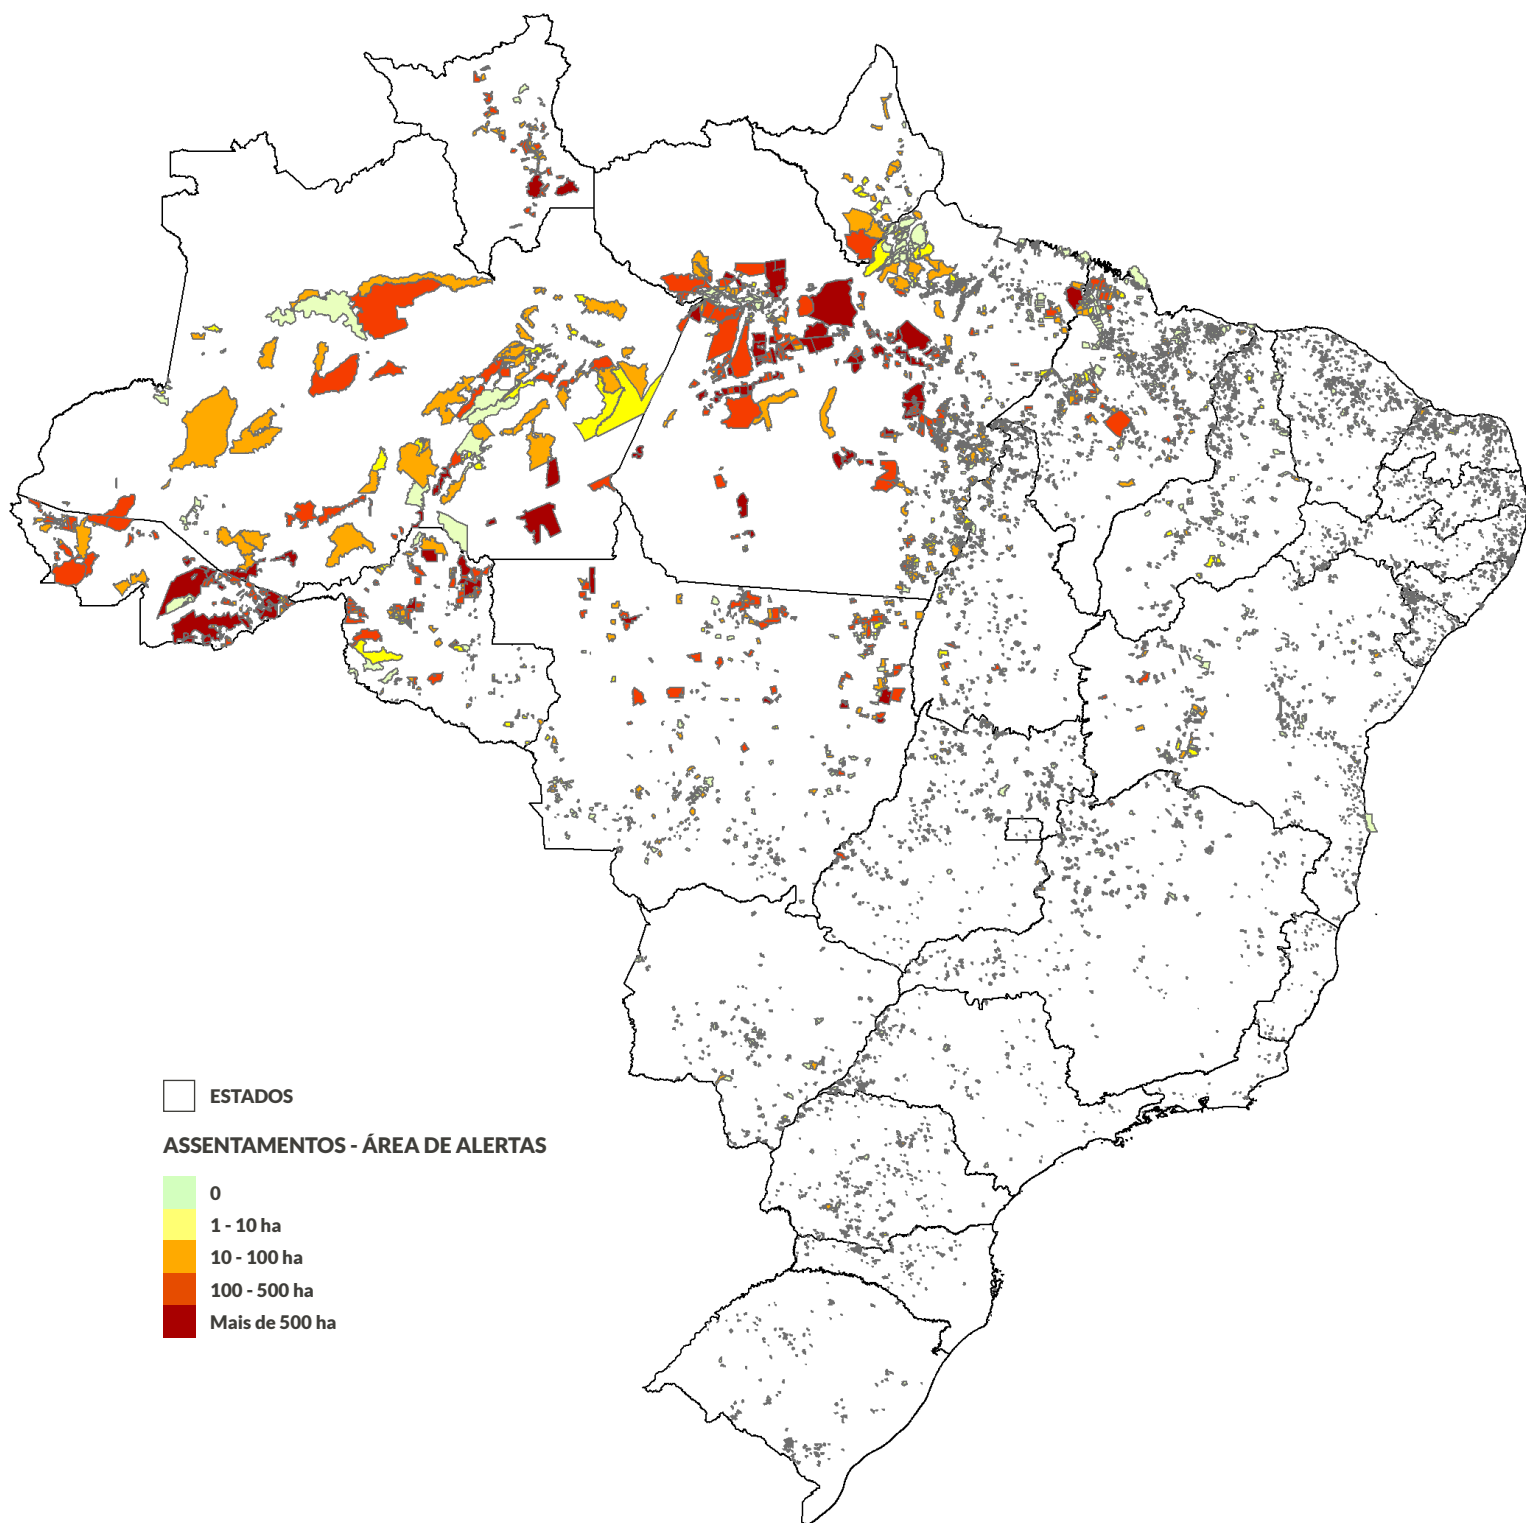 ESTADOS
ASSENTAMENTOS - ÁREA DE ALERTAS
0
1 - 10 ha
10 - 100 ha
100 - 500 ha
Mais de 500 ha